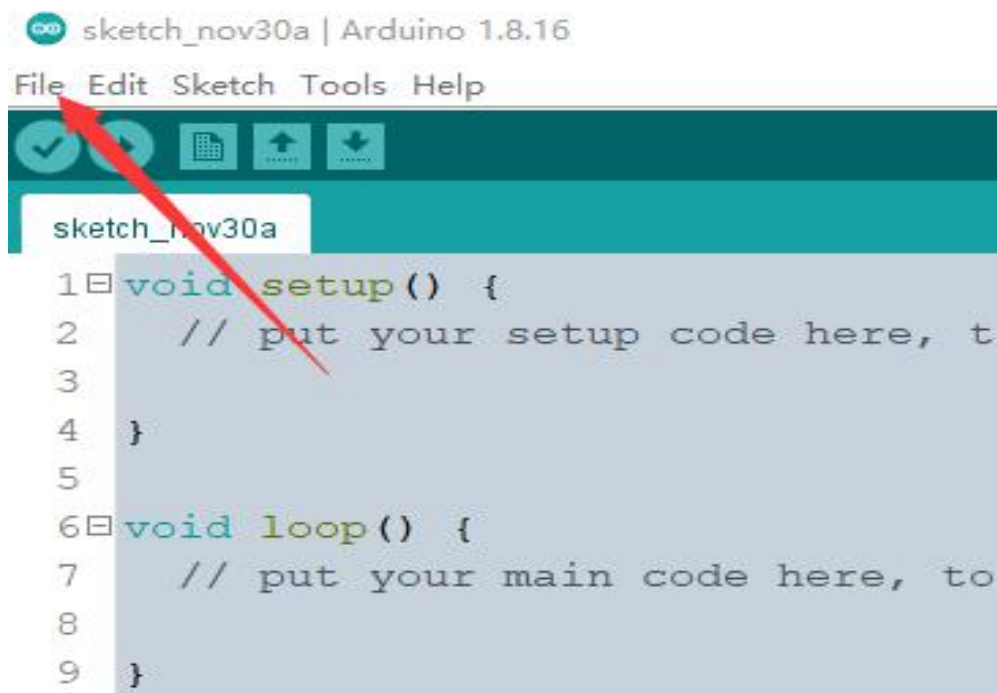 sketch_nov30a | Arduino 1.8.16
File Edit Sketch Tools Help
sketch_nov30a
1 void setup() {
2 // put your setup code here, t
3
4 }
5
6 void loop() {
7 // put your main code here, to
8
9 }